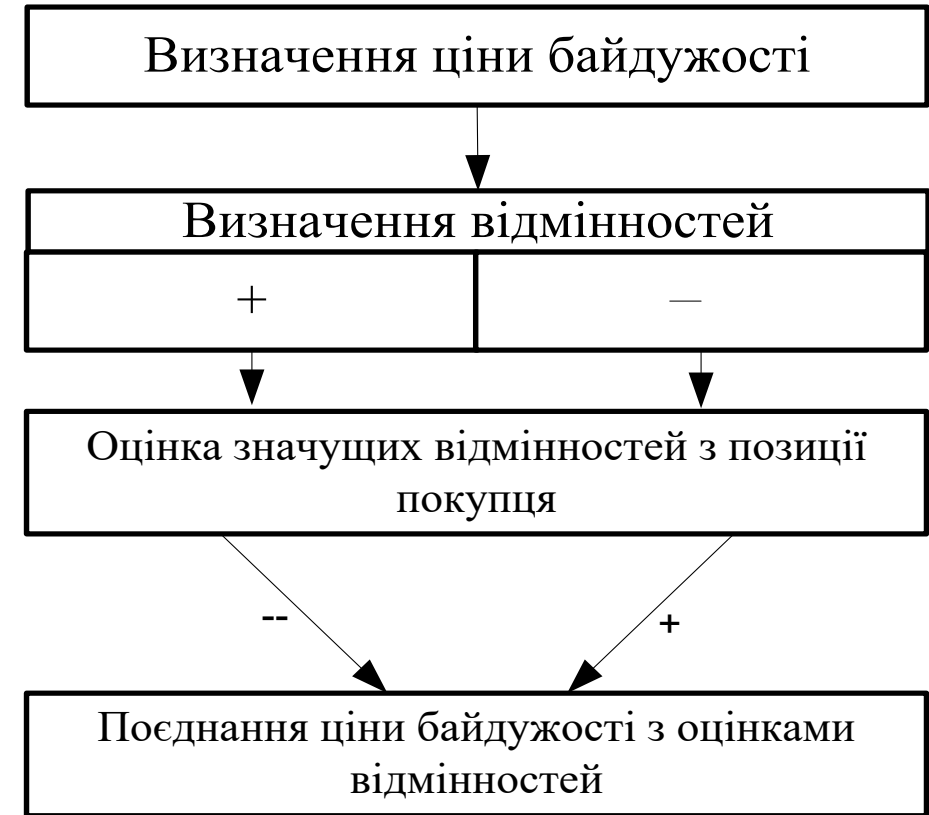 Визначення ціни байдужості
Визначення відмінностей
+ —
Оцінка значущих відмінностей з позиції
покупця
-- +
Поєднання ціни байдужості з оцінками
відмінностей